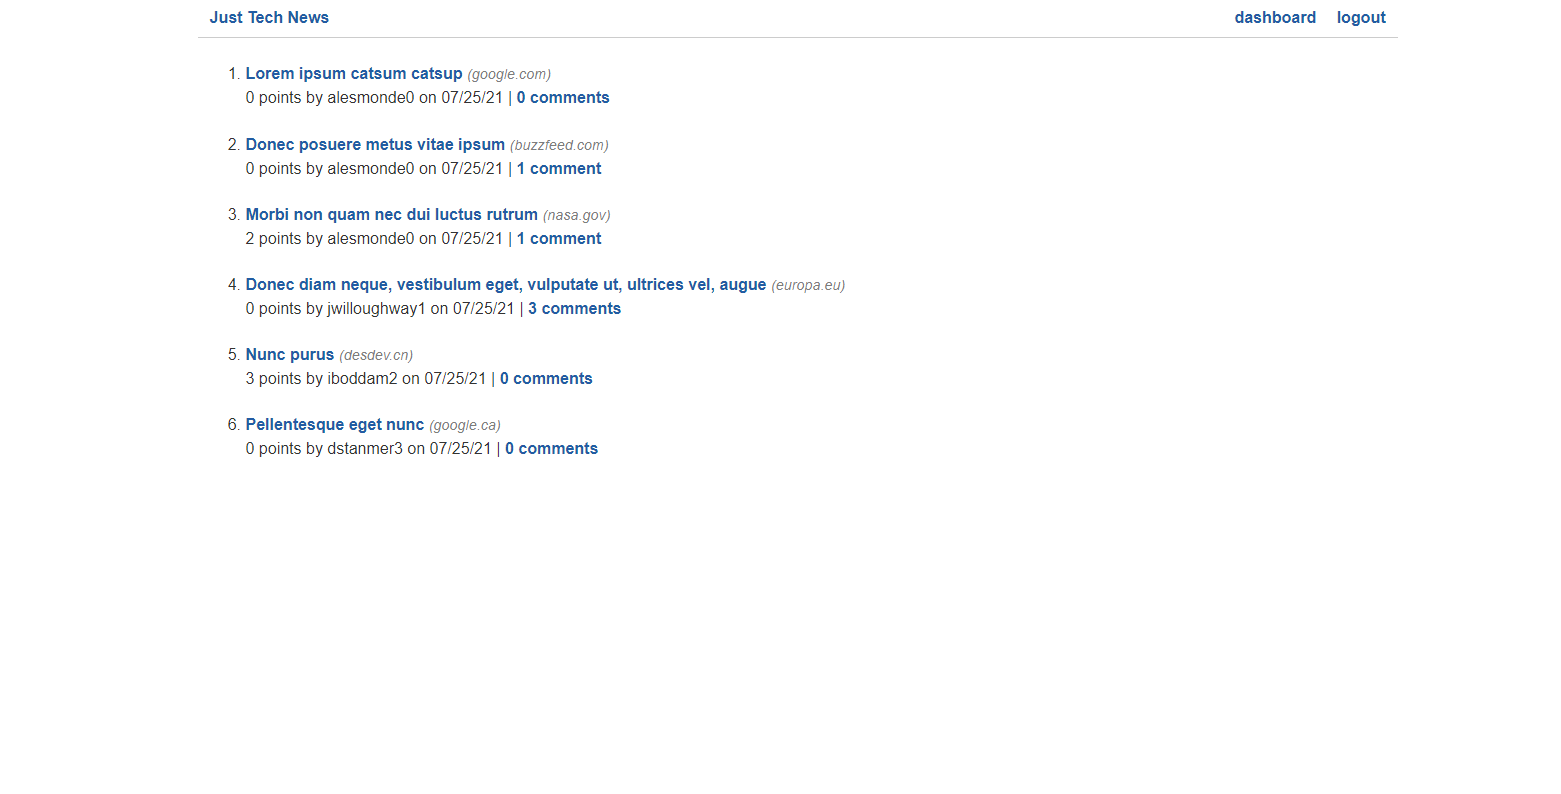 Just Tech News
dashboard logout
1. Lorem ipsum catsum catsup (google.com)
0 points by alesmonde0 on 07/25/21 | 0 comments
2. Donec posuere metus vitae ipsum (buzzfeed.com)
0 points by alesmonde0 on 07/25/21 | 1 comment
3. Morbi non quam nec dui luctus rutrum (nasa.gov)
2 points by alesmonde0 on 07/25/21 | 1 comment
4. Donec diam neque, vestibulum eget, vulputate ut, ultrices vel, augue (europa.eu)
0 points by jwilloughway1 on 07/25/21 | 3 comments
5. Nunc purus (desdev.cn)
3 points by iboddam2 on 07/25/21 | 0 comments
6. Pellentesque eget nunc (google.ca)
0 points by dstanmer3 on 07/25/21 | 0 comments